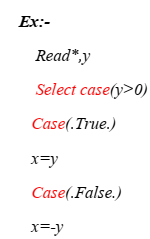 Ex:-
Read*,y
Select case(y>0)
Case(.True.)
x=y
Case(.False.)
x=-y